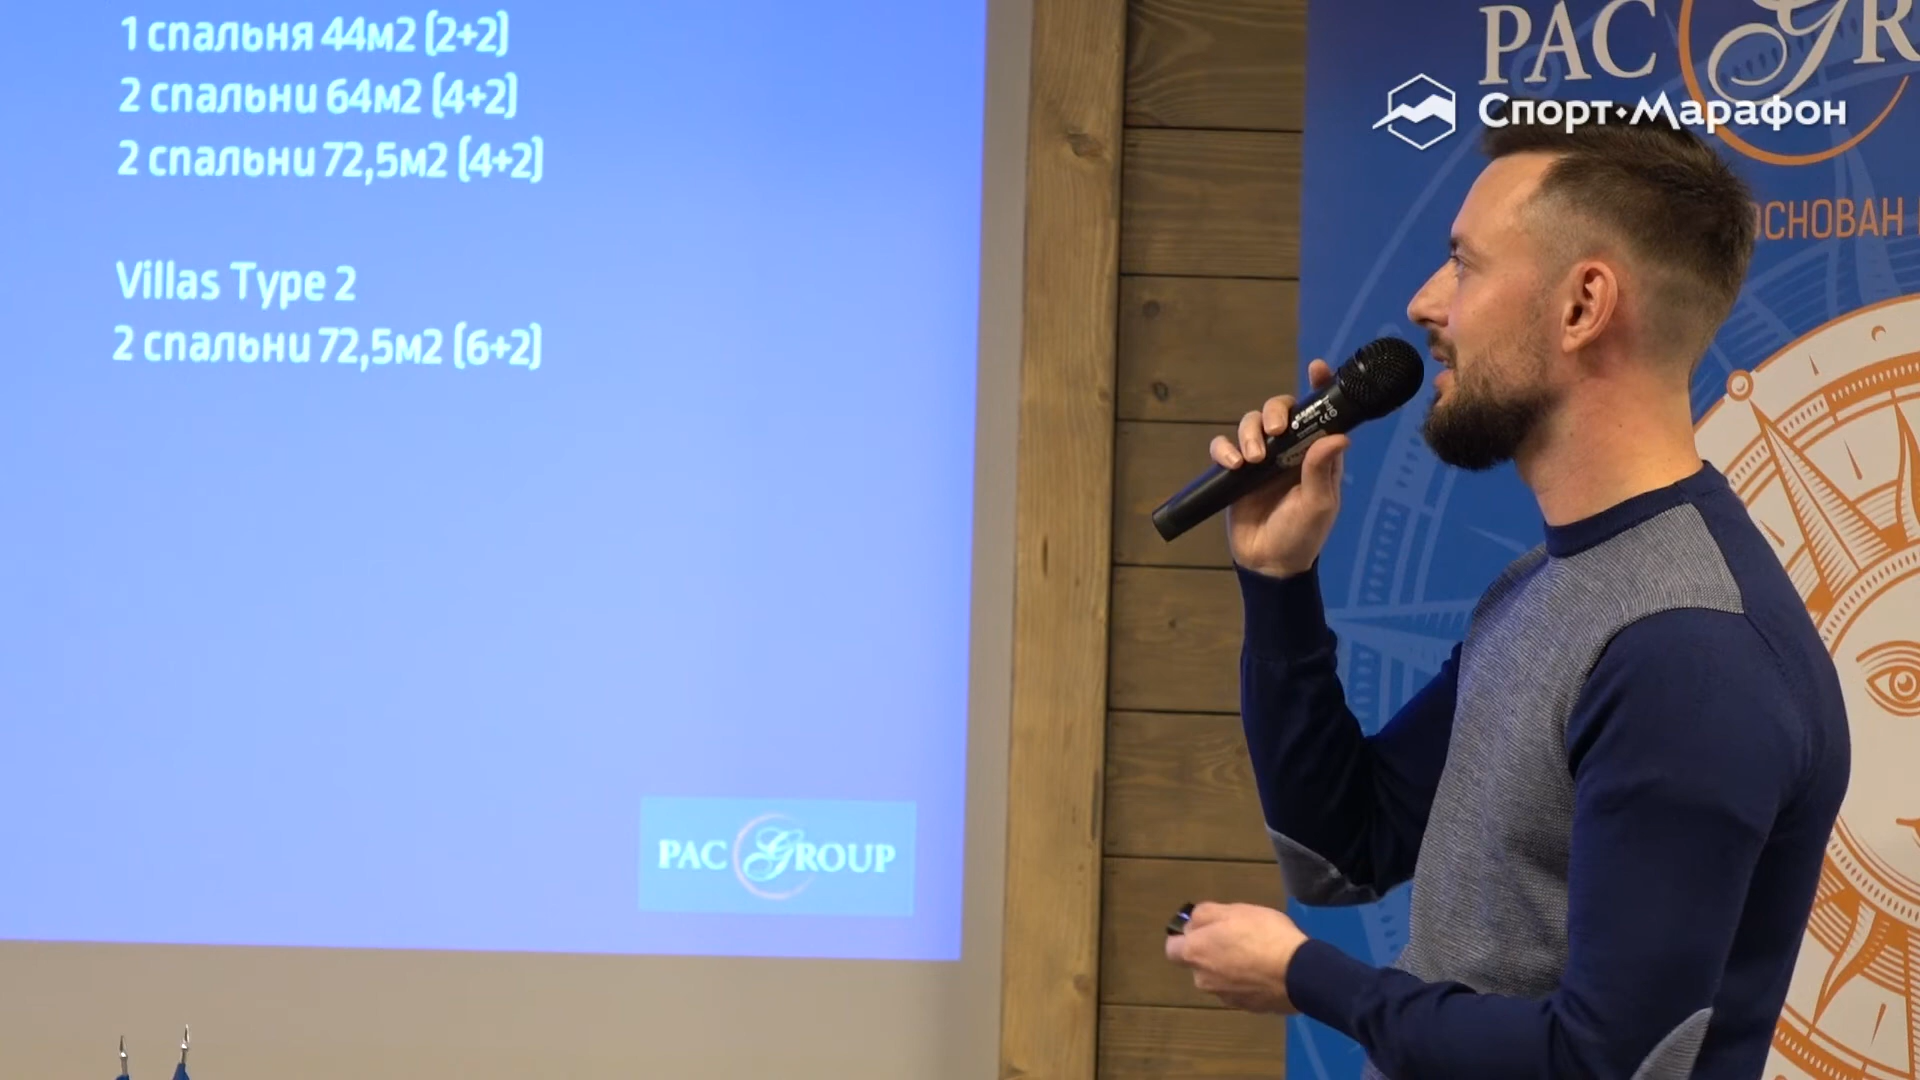 1 спальня 44м2 (2+2)
2 спальни 64м2 (4+2)
2 спальни 72,5м2 (4+2)
Villas Type 2
2 спальни 72,5м2 (6+2)
PAC GROUP
PAC GR
Спорт-Марафон
ОСНОВАН